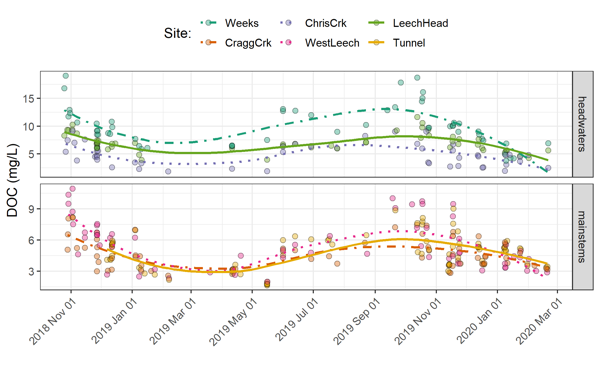 Site: Weeks ChrisCrk LeechHead
CraggCrk WestLeech Tunnel
DOC (mg/L)
15
10
5
headwaters
9
6
3
mainstems
2018 Nov 01 2019 Jan 01 2019 Mar 01 2019 May 01 2019 Jul 01 2019 Sep 01 2019 Nov 01 2020 Jan 01 2020 Mar 01